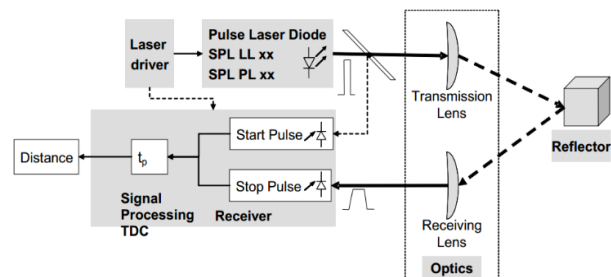 Laser
driver
Pulse Laser Diode
SPL LL xx
SPL PL xx
Transmission
Lens
Reflector
Start Pulse
Distance
tp
Stop Pulse
Signal
Processing
TDC
Receiver
Receiving
Lens
Optics